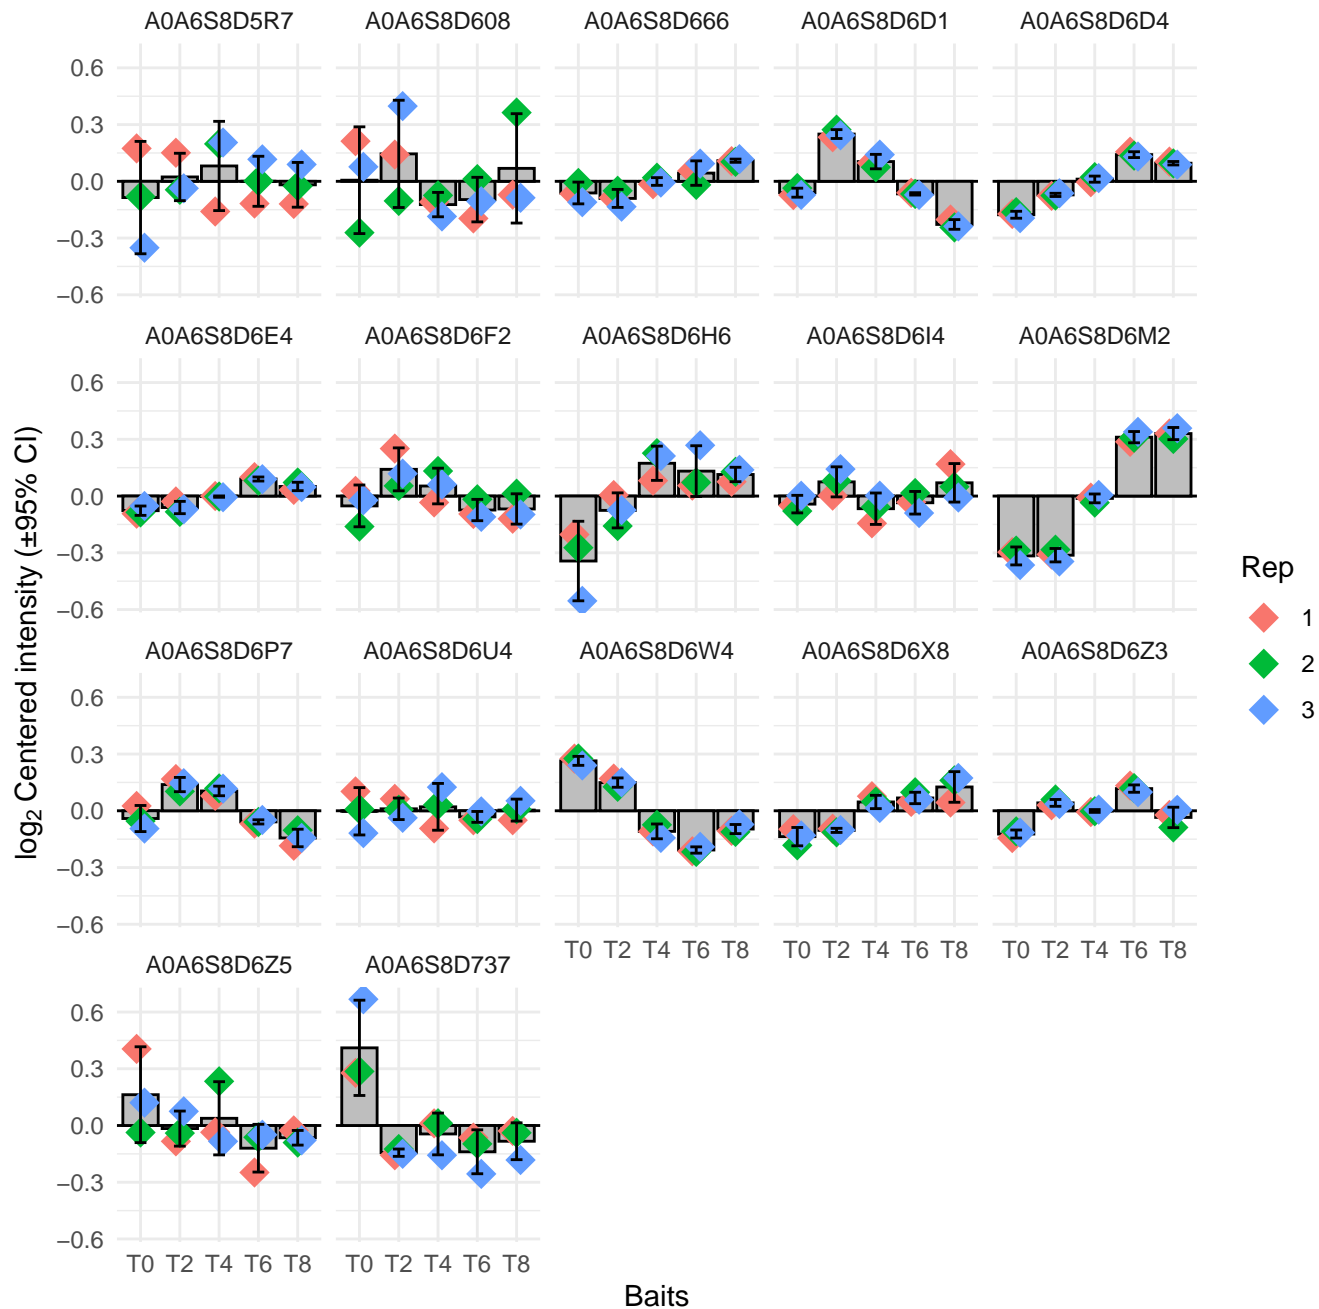 A0A6S8D5R7 A0A6S8D608 A0A6S8D666 A0A6S8D6D1 A0A6S8D6D4
0.6
0.3
0.0
−0.3
−0.6
A0A6S8D6E4 A0A6S8D6F2 A0A6S8D6H6 A0A6S8D6I4 A0A6S8D6M2
0.6
0.3
0.0
−0.3
−0.6
A0A6S8D6P7 A0A6S8D6U4 A0A6S8D6W4 A0A6S8D6X8 A0A6S8D6Z3
0.6
0.3
0.0
−0.3
−0.6
T0 T2 T4 T6 T8 T0 T2 T4 T6 T8 T0 T2 T4 T6 T8
A0A6S8D6Z5 A0A6S8D737
0.6
0.3
0.0
−0.3
−0.6
T0 T2 T4 T6 T8 T0 T2 T4 T6 T8
Baits
log₂ Centered intensity (±95% CI)
Rep
1
2
3